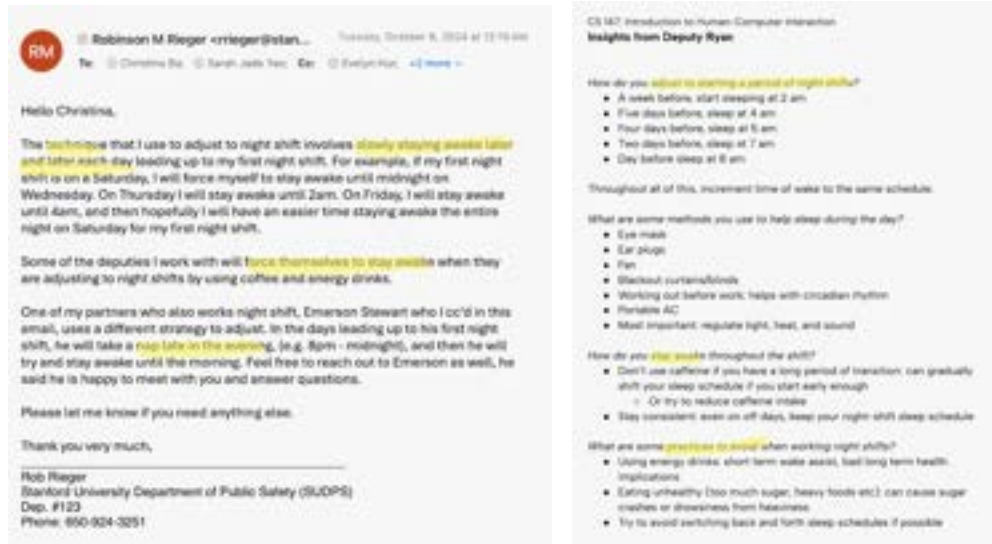 RM
Robinson M Rieger <rrieger@stan...
Tuesday, October 8, 2024 at
To: Christina Ba; Sarah Jade Cc: Evelyn +2 more
Hello Christina,
The technique that I use to adjust to night shift involves slowly staying awake later
and later each day leading up to my first night shift. For example, if my first night
shift is on a Saturday, I will force myself to stay awake until midnight on
Wednesday. On Thursday I will stay awake until 2am. On Friday, I will stay awake
until 4am, and then hopefully I will have an easier time staying awake the entire
night on Saturday for my first night shift.
Some of the deputies I work with will force themselves to stay awake when they
are adjusting to night shifts by using coffee and energy drinks.
One of my partners who also works night shift, Emerson Stewart who I cc'd in this
email, uses a different strategy to adjust. In the days leading up to his first night
shift, he will take a nap late in the evening, (e.g. 8pm - midnight), and then he will
try and stay awake until the morning. Feel free to reach out to Emerson as well, he
said he is happy to meet with you and answer questions.
Please let me know if you need anything else.
Thank you very much,
Rob Rieger
Stanford University Department of Public Safety (SUDPS)
Dep. #123
Phone: 650-924-3251
CS 147, Introduction to Human Computer Interaction
Insights from Deputy Ryan
How do you adjust to starting a period of night shifts?
• A week before, start sleeping at 2 am
• Five days before, sleep at 4 am
• Four days before, sleep at 5 am
• Two days before, sleep at 7 am
• Day before sleep at 8 am
Throughout all of this, increment time of wake to the same schedule.
What are some methods you use to help sleep during the day?
• Eye mask
• Ear plugs
• Fan
• Blackout curtains/blinds
• Working out before work: helps with circadian rhythm
• Portable AC
• Most important: regulate light, heat, and sound
How do you stay awake throughout the shift?
• Don't use caffeine if you have a long period of transition: can gradually
shift your sleep schedule if you start early enough
○ Or try to reduce caffeine intake
• Stay consistent: even on off days, keep your night-shift sleep schedule
What are some practices to avoid when working night shifts?
• Using energy drinks: short term wake assist, bad long term health
implications
• Eating unhealthy (too much sugar, heavy foods etc): can cause sugar
crashes or drowsiness from heaviness
• Try to avoid switching back and forth sleep schedules if possible